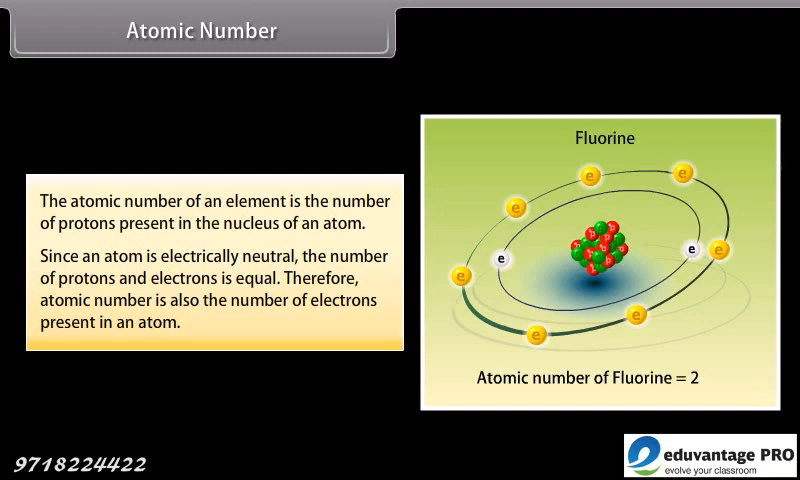 Atomic Number
The atomic number of an element is the number
of protons present in the nucleus of an atom.
Since an atom is electrically neutral, the number
of protons and electrons is equal. Therefore,
atomic number is also the number of electrons
present in an atom.
Fluorine
e
e
e
e
e
e
e
e
e
p
p
p
p
p
Atomic number of Fluorine = 2
9718224422
eduvantage PRO
evolve your classroom